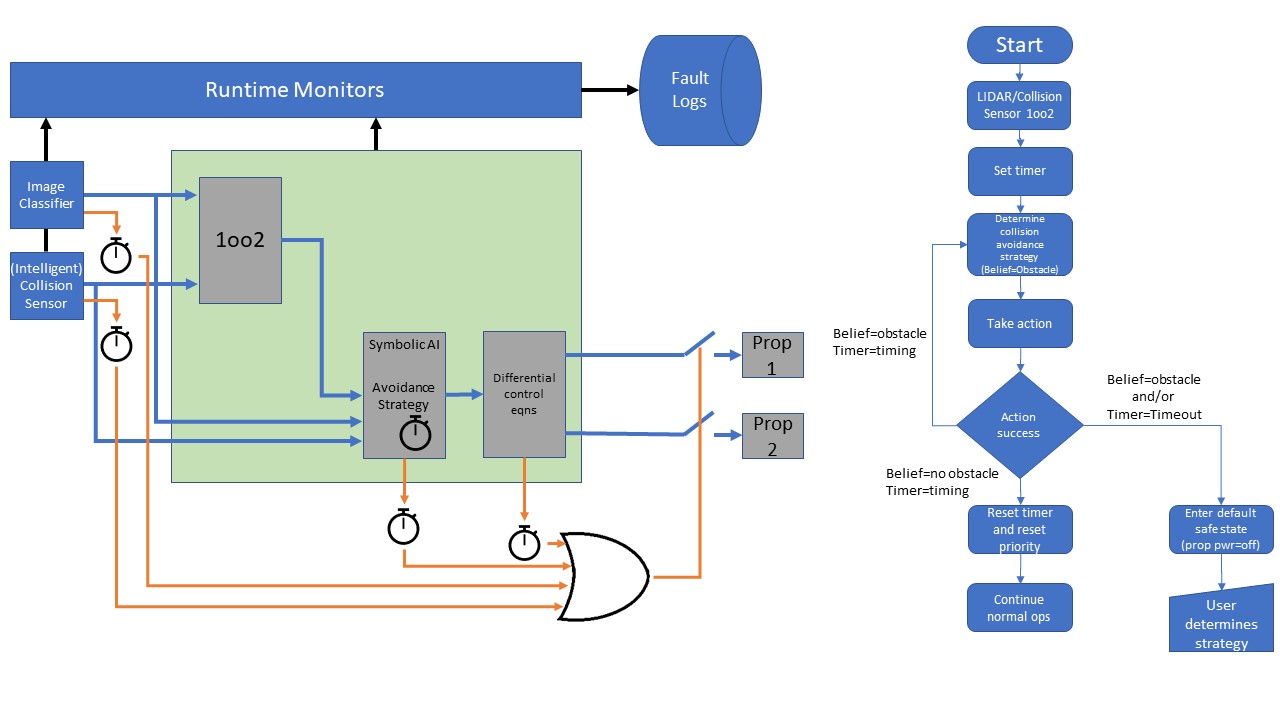 Runtime Monitors
Fault
Logs
Image
Classifier
(Intelligent)
Collision
Sensor
1oo2
Symbolic AI
Avoidance
Strategy
Differential
control
eqns
Prop
1
Prop
2
Start
LIDAR/Collision
Sensor 1oo2
Set timer
Determine
collision
avoidance
strategy
(Belief=Obstacle)
Take action
Belief=obstacle
Timer=timing
Action
success
Belief=obstacle
and/or
Timer=Timeout
Belief=no obstacle
Timer=timing
Reset timer
and reset
priority
Enter default
safe state
(prop pwr=off)
Continue
normal ops
User
determines
strategy